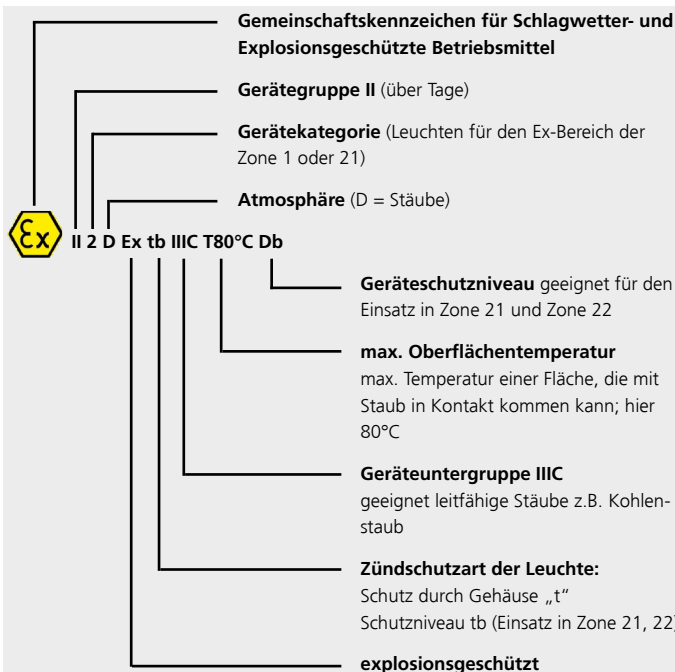 Gemeinschaftskennzeichen für Schlagwetter- und
Explosionsgeschützte Betriebsmittel
Gerätegruppe II (über Tage)
Gerätekategorie (Leuchten für den Ex-Bereich der
Zone 1 oder 21)
Atmosphäre (D = Stäube)
Ex II 2 D Ex tb IIIC T80°C Db
Geräteschutzniveau geeignet für den
Einsatz in Zone 21 und Zone 22
max. Oberflächentemperatur
max. Temperatur einer Fläche, die mit
Staub in Kontakt kommen kann; hier
80°C
Geräteuntergruppe IIIC
geeignet leitfähige Stäube z.B. Kohlen-
staub
Zündschutzart der Leuchte:
Schutz durch Gehäuse „t“
Schutzniveau tb (Einsatz in Zone 21, 22)
explosionsgeschützt